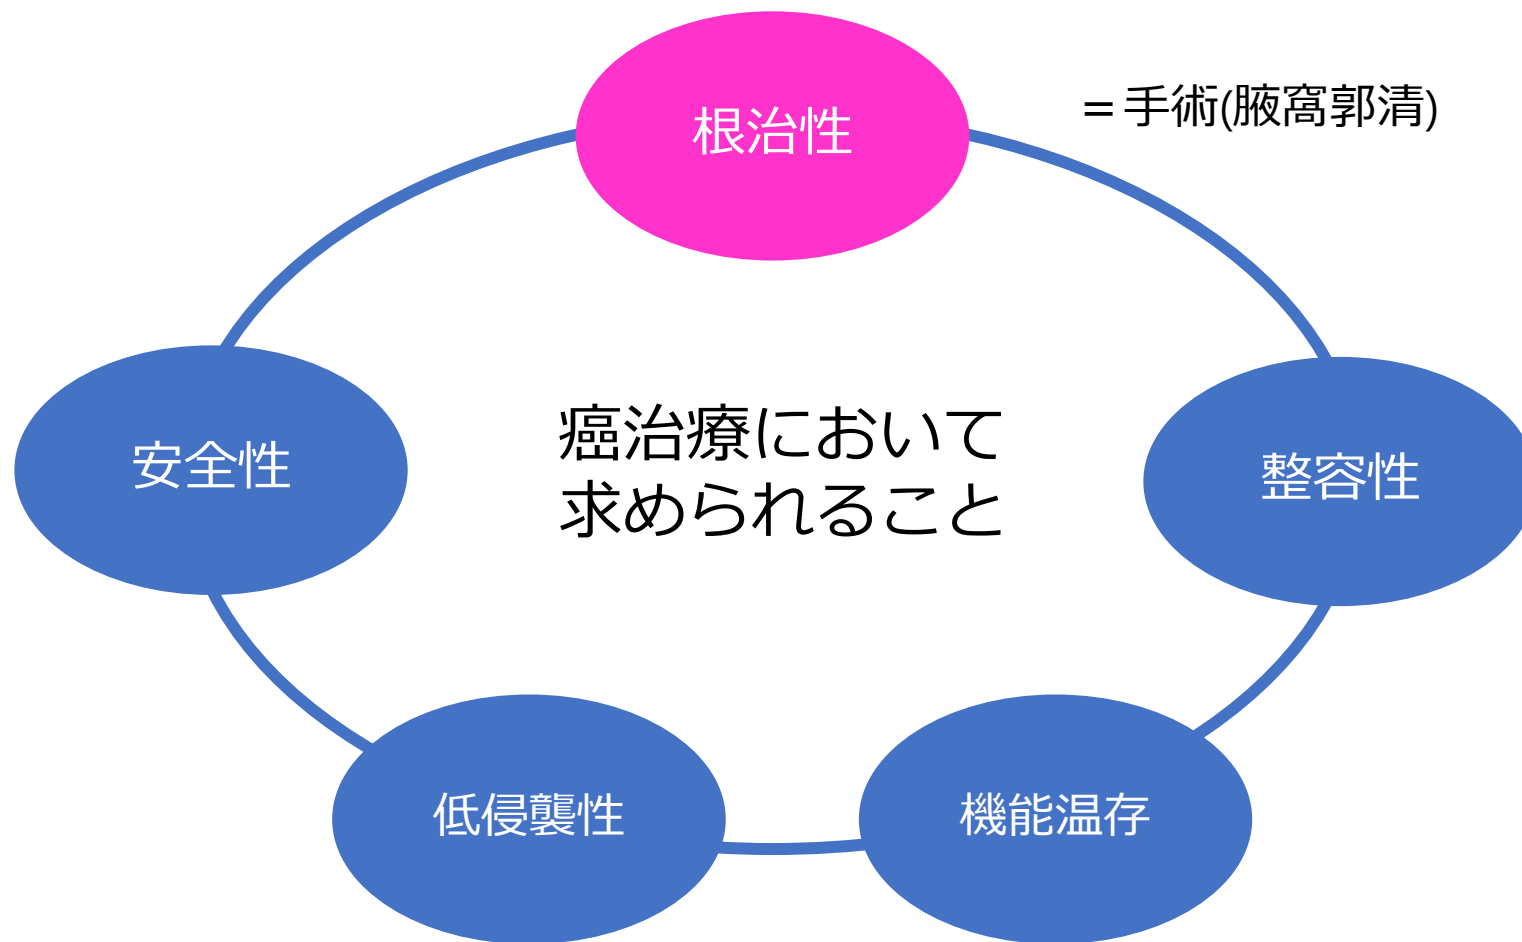 根治性
＝手術(腋窩郭清)
安全性
癌治療において
求められること
整容性
低侵襲性
機能温存